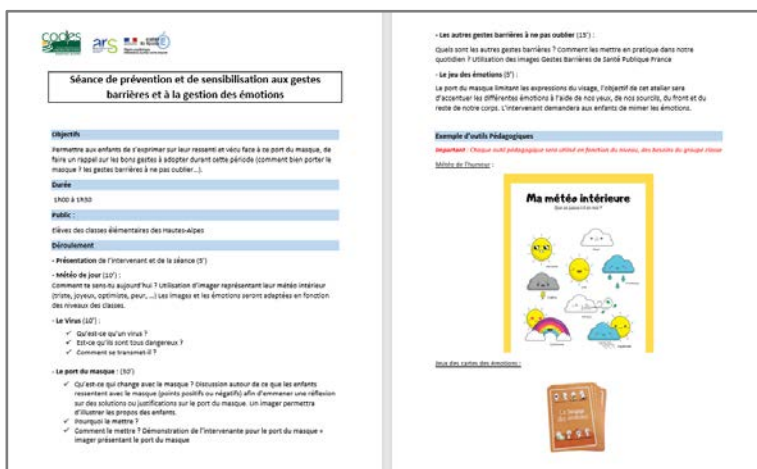 codes
ars
Séance de prévention et de sensibilisation aux gestes
barrières et à la gestion des émotions
Objectifs
Permettre aux enfants de s'exprimer sur leur ressenti et vécu face à ce port du masque, de
faire un rappel sur les bons gestes à adopter durant cette période (comment bien porter le
masque ? les gestes barrières à ne pas oublier...).
Durée
1h00 à 1h30
Public :
Elèves des classes élémentaires des Hautes-Alpes
Déroulement
- Présentation de l'intervenant et de la séance (5')
- Météo de jour (10') :
Comment te sens-tu aujourd'hui ? Utilisation d'imager représentant leur météo intérieur
(triste, joyeux, optimiste, peur, ...) Les images et les émotions seront adaptées en fonction
des niveaux des classes.
- Le Virus (10') :
✓ Qu'est-ce qu'un virus ?
✓ Est-ce qu'ils sont tous dangereux ?
✓ Comment se transmet-il ?
- Le port du masque : (30')
✓ Qu'est-ce qui change avec le masque ? Discussion autour de ce que les enfants
ressentent avec le masque (points positifs ou négatifs) afin d'emmener une réflexion
sur des solutions ou justifications sur le port du masque. Un imager permettra
d'illustrer les propos des enfants.
✓ Pourquoi le mettre ?
✓ Comment le mettre ? Démonstration de l'intervenante pour le port du masque +
imager présentant le port du masque
- Les autres gestes barrières à ne pas oublier (15') :
Quels sont les autres gestes barrières ? Comment les mettre en pratique dans notre
quotidien ? Utilisation des images Gestes Barrières de Santé Publique France
- Le jeu des émotions (5') :
Le port du masque limitant les expressions du visage, l'objectif de cet atelier sera
d'accentuer les différentes émotions à l'aide de nos yeux, de nos sourcils, du front et du
reste de notre corps. L'intervenant demandera aux enfants de mimer les émotions.
Exemple d'outils Pédagogiques
Important : Chaque outil pédagogique sera utilisé en fonction du niveau, des besoins du groupe classe
Météo de l'humeur :
Ma météo intérieure
Jeux des cartes des émotions :